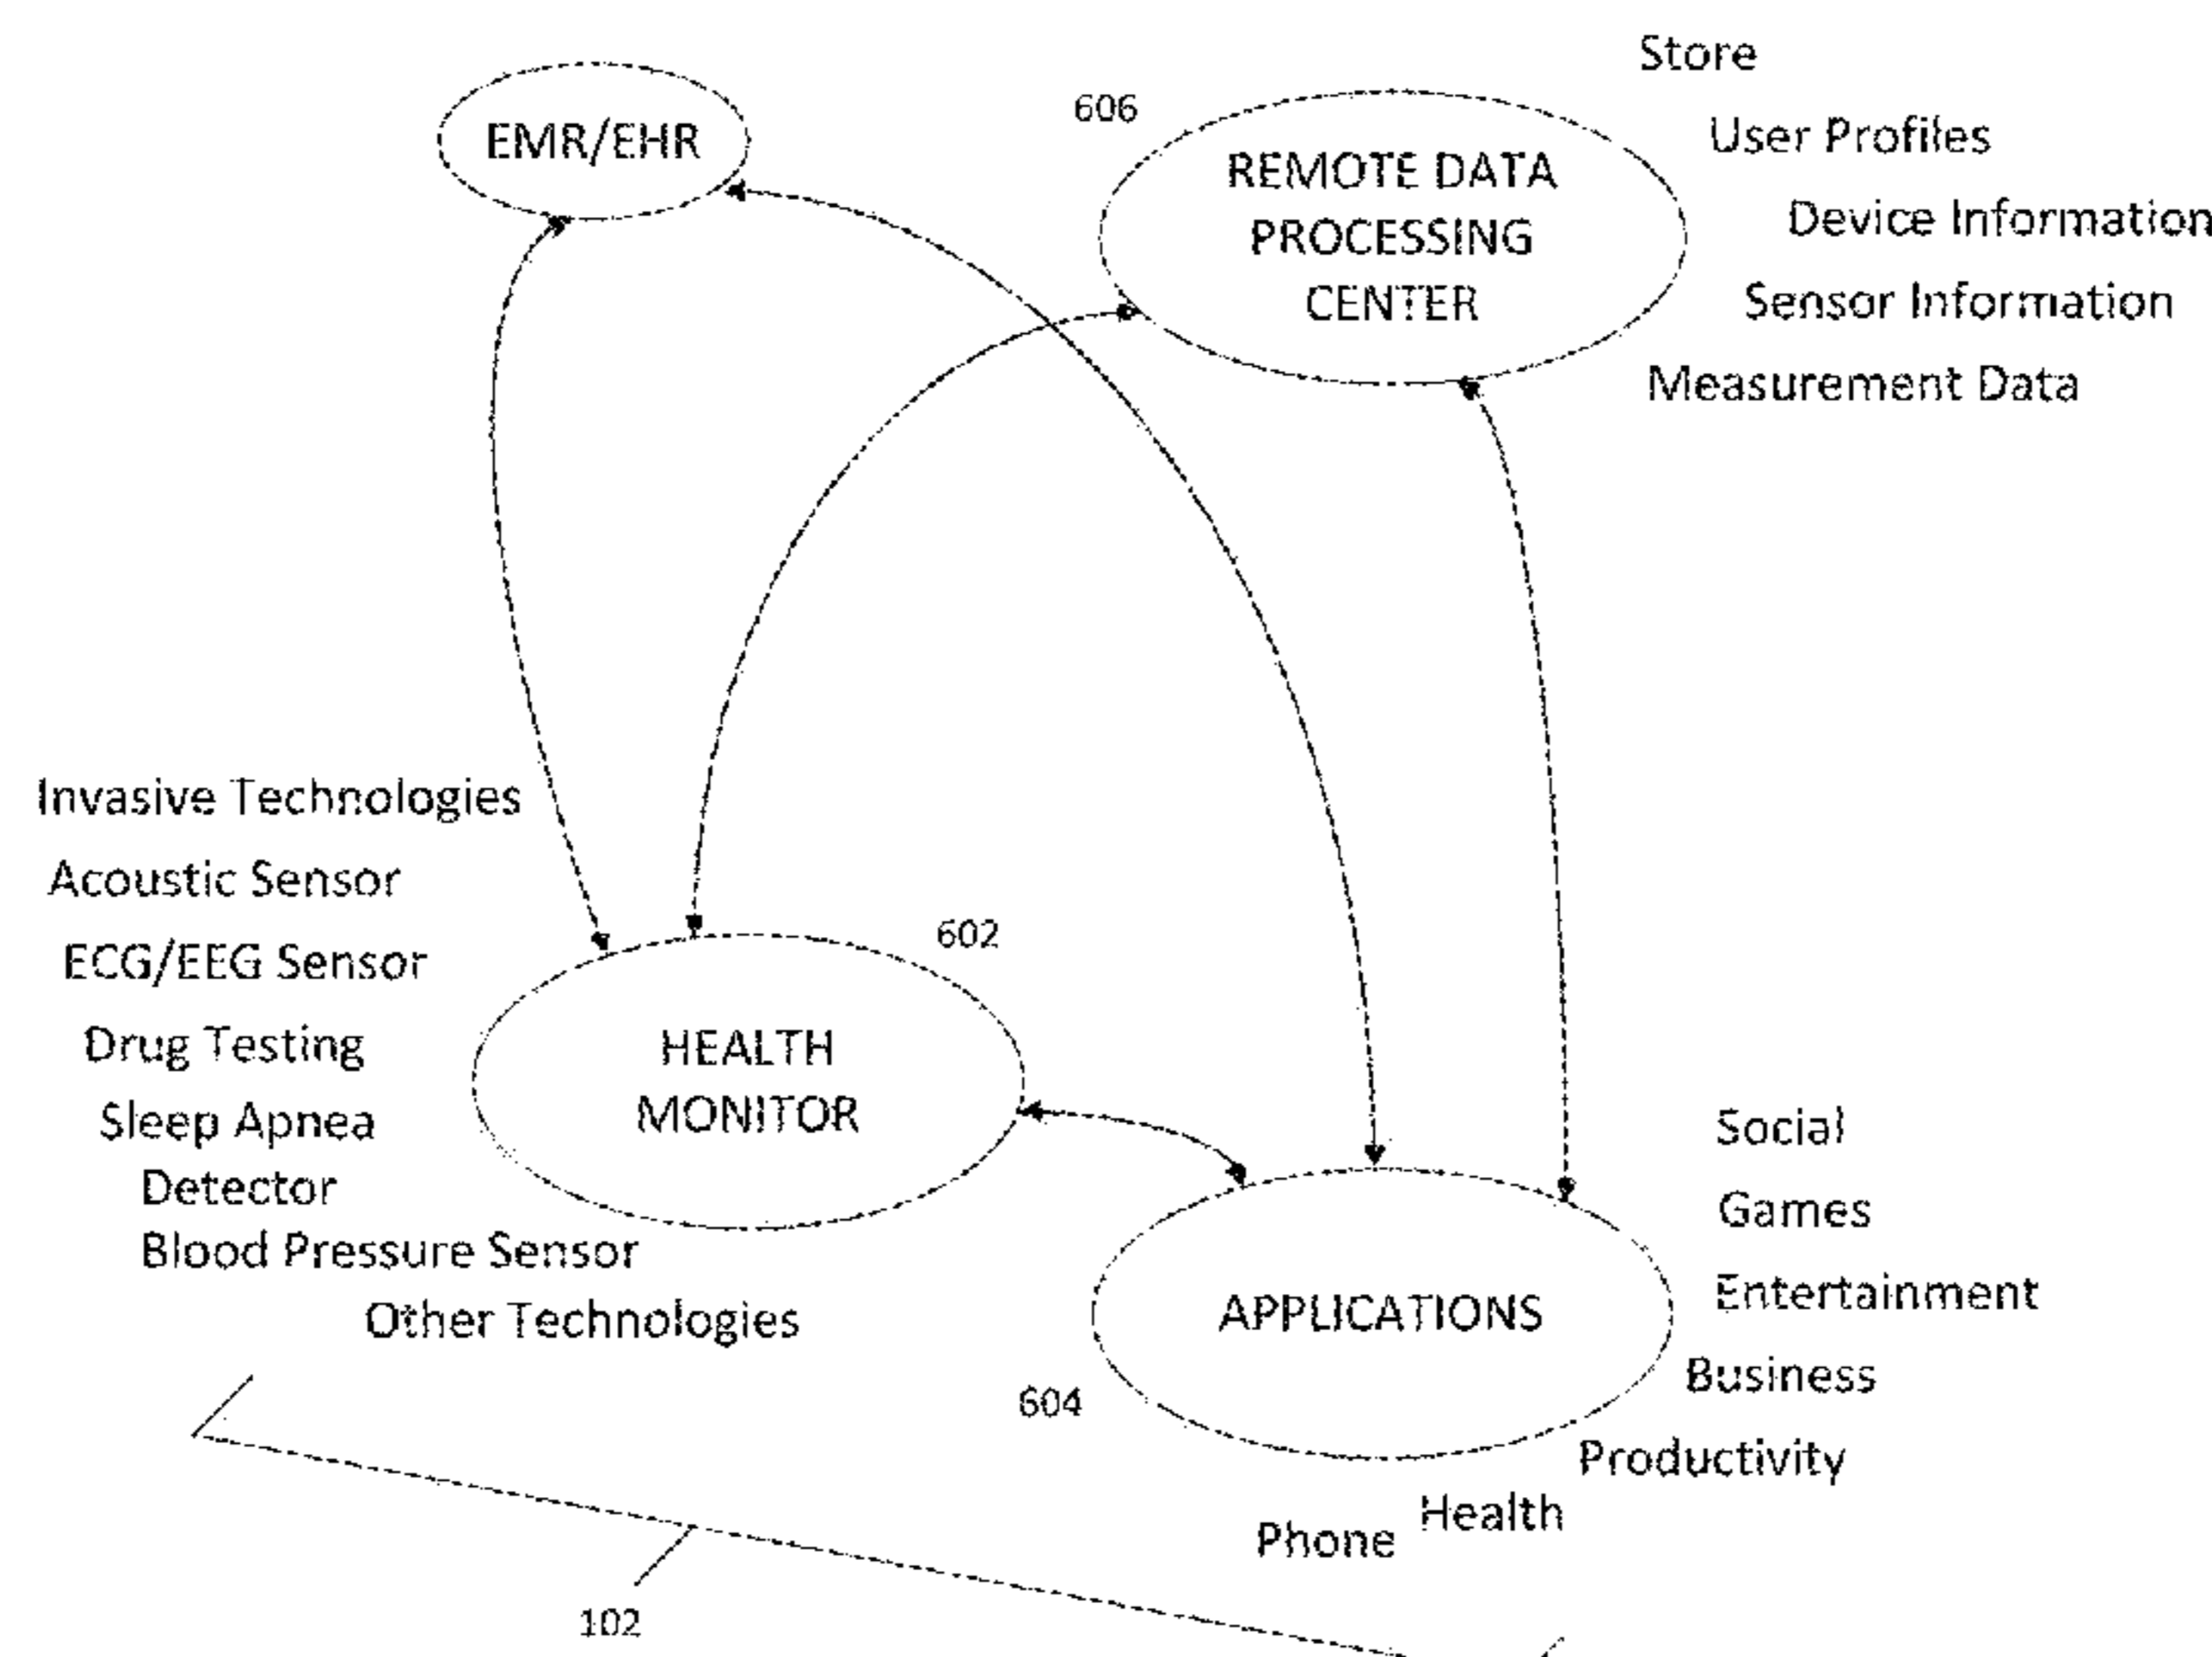 EMR/EHR
606
REMOTE DATA
PROCESSING
CENTER
Store
User Profiles
Device Information
Sensor Information
Measurement Data
Invasive Technologies
Acoustic Sensor
ECG/EEG Sensor
Drug Testing
Sleep Apnea
Detector
Blood Pressure Sensor
Other Technologies
602
HEALTH
MONITOR
604
APPLICATIONS
Social
Games
Entertainment
Business
Productivity
Health
Phone
102